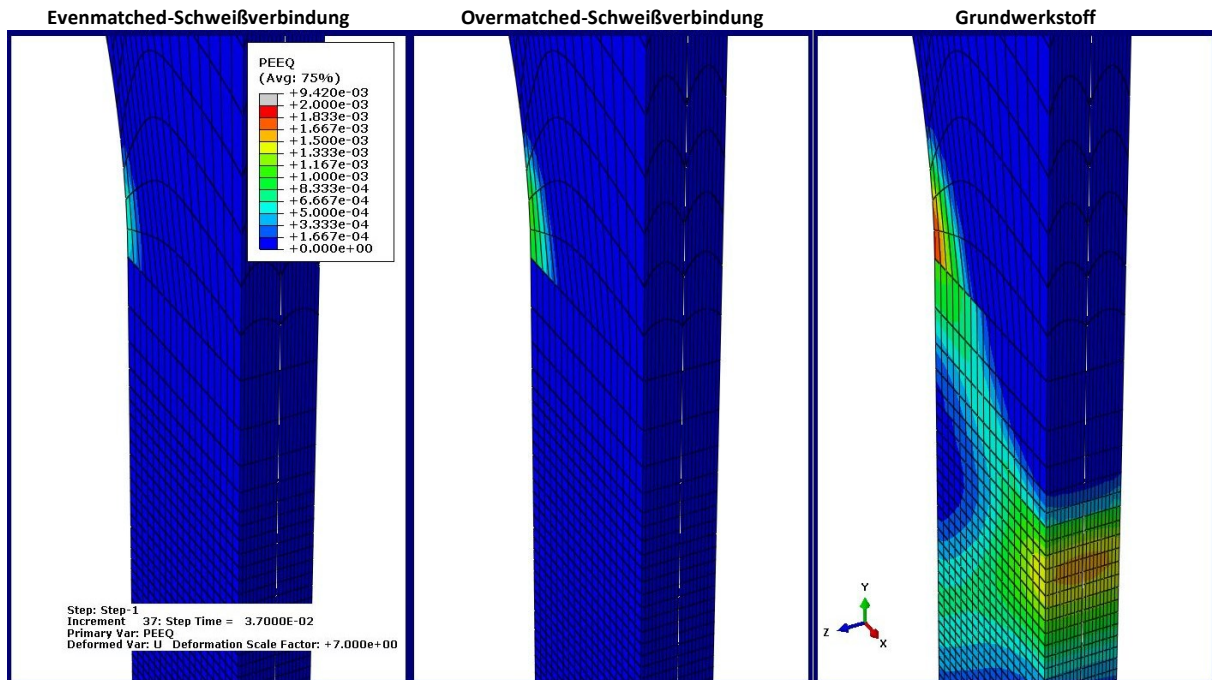 Evenmatched-Schweißverbindung
Overmatched-Schweißverbindung
Grundwerkstoff
PEEQ
(Avg: 75%)
+9.420e-03
+2.000e-03
+1.833e-03
+1.667e-03
+1.500e-03
+1.333e-03
+1.167e-03
+1.000e-03
+8.333e-04
+6.667e-04
+5.000e-04
+3.333e-04
+1.667e-04
+0.000e+00
Step: Step-1
Increment 37: Step Time = 3.7000E-02
Primary Var: PEEQ
Deformed Var: U Deformation Scale Factor: +7.000e+00
Y
Z
X